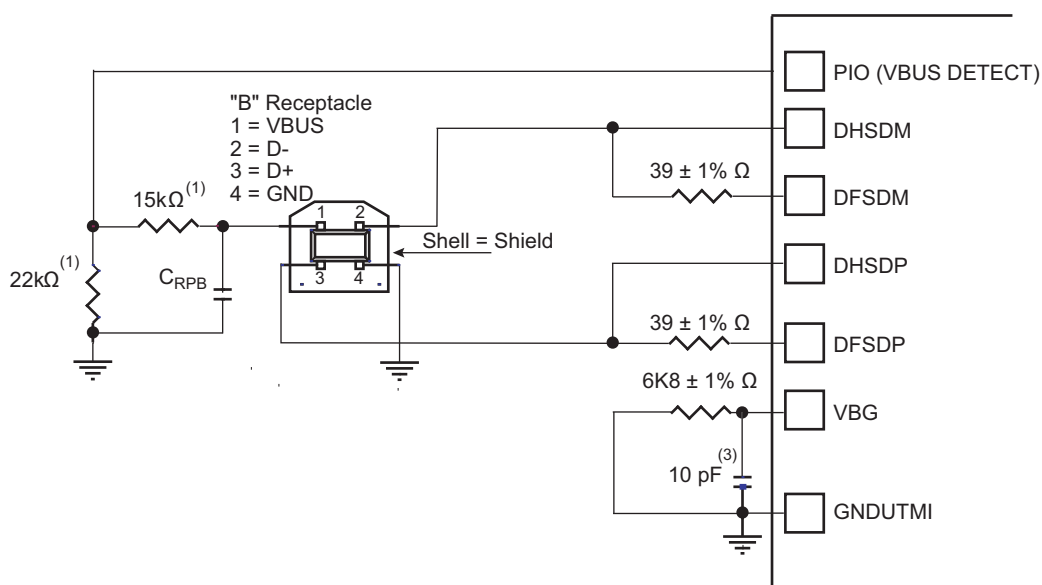 PIO (VBUS DETECT)
"B" Receptacle
1 = VBUS
2 = D-
3 = D+
4 = GND
DHSDM
39 ± 1% Ω
DFSDM
15kΩ(1)
1 2
Shell = Shield
DHSDP
22kΩ(1)
CRPB
3 4
39 ± 1% Ω
DFSDP
6K8 ± 1% Ω
VBG
10 pF(3)
GNDUTMI